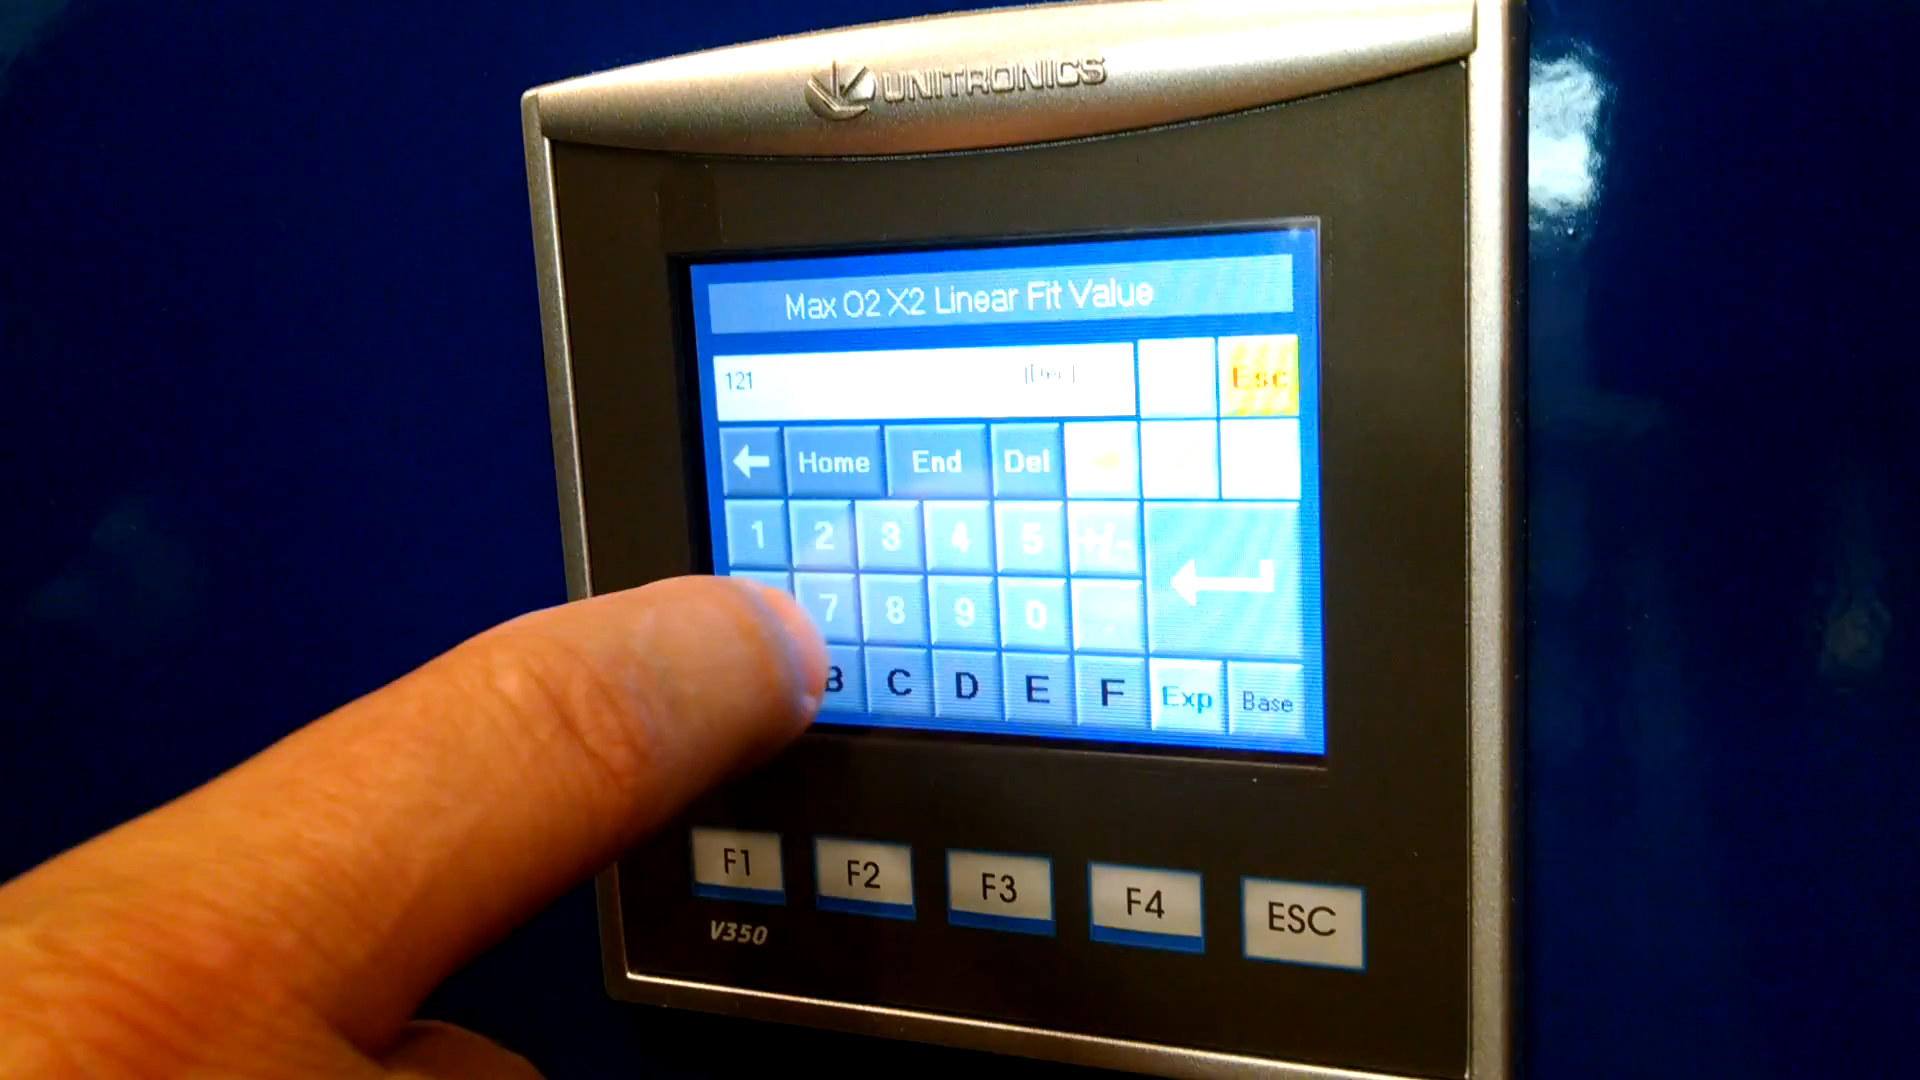 UNITRONICS
Max O2 X2 Linear Fit Value
121 [Dec] Esc
Home End Del
1 2 3 4 5 +/-
7 8 9 0 .
B C D E F Exp Base
F1 F2 F3 F4 ESC
V350